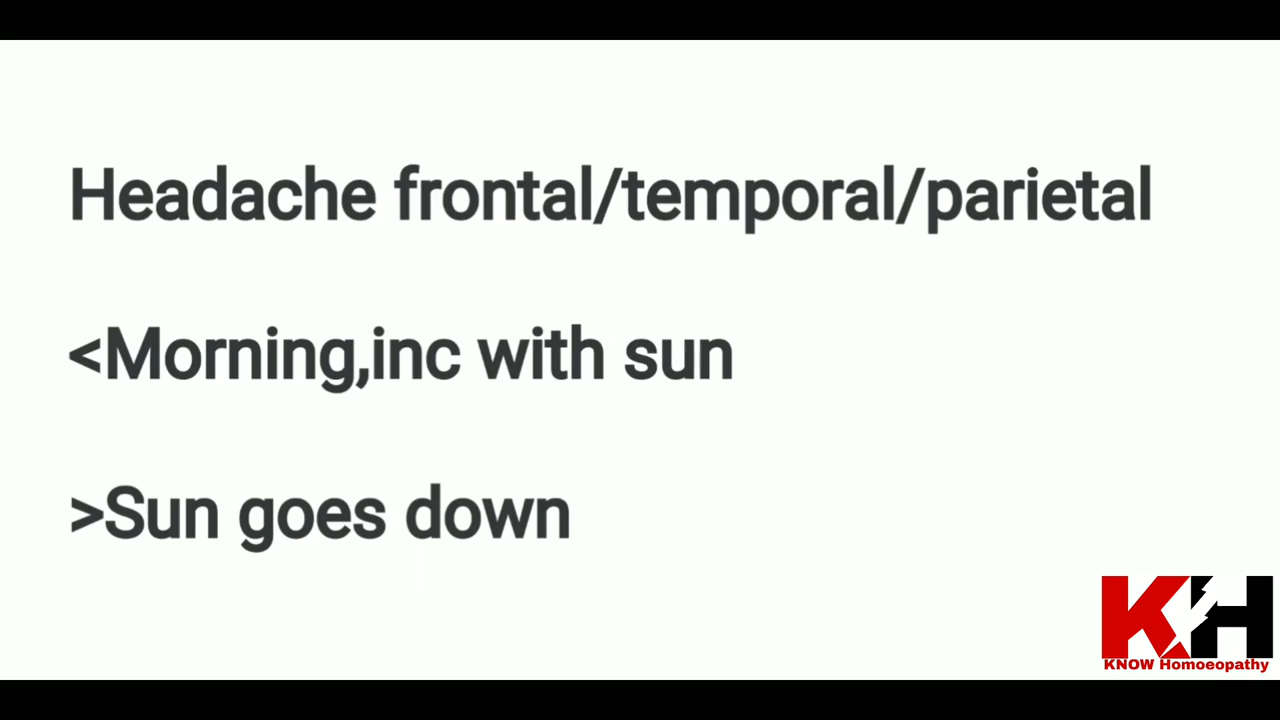 Headache frontal/temporal/parietal
<Morning,inc with sun
>Sun goes down
KH
KNOW Homoeopathy